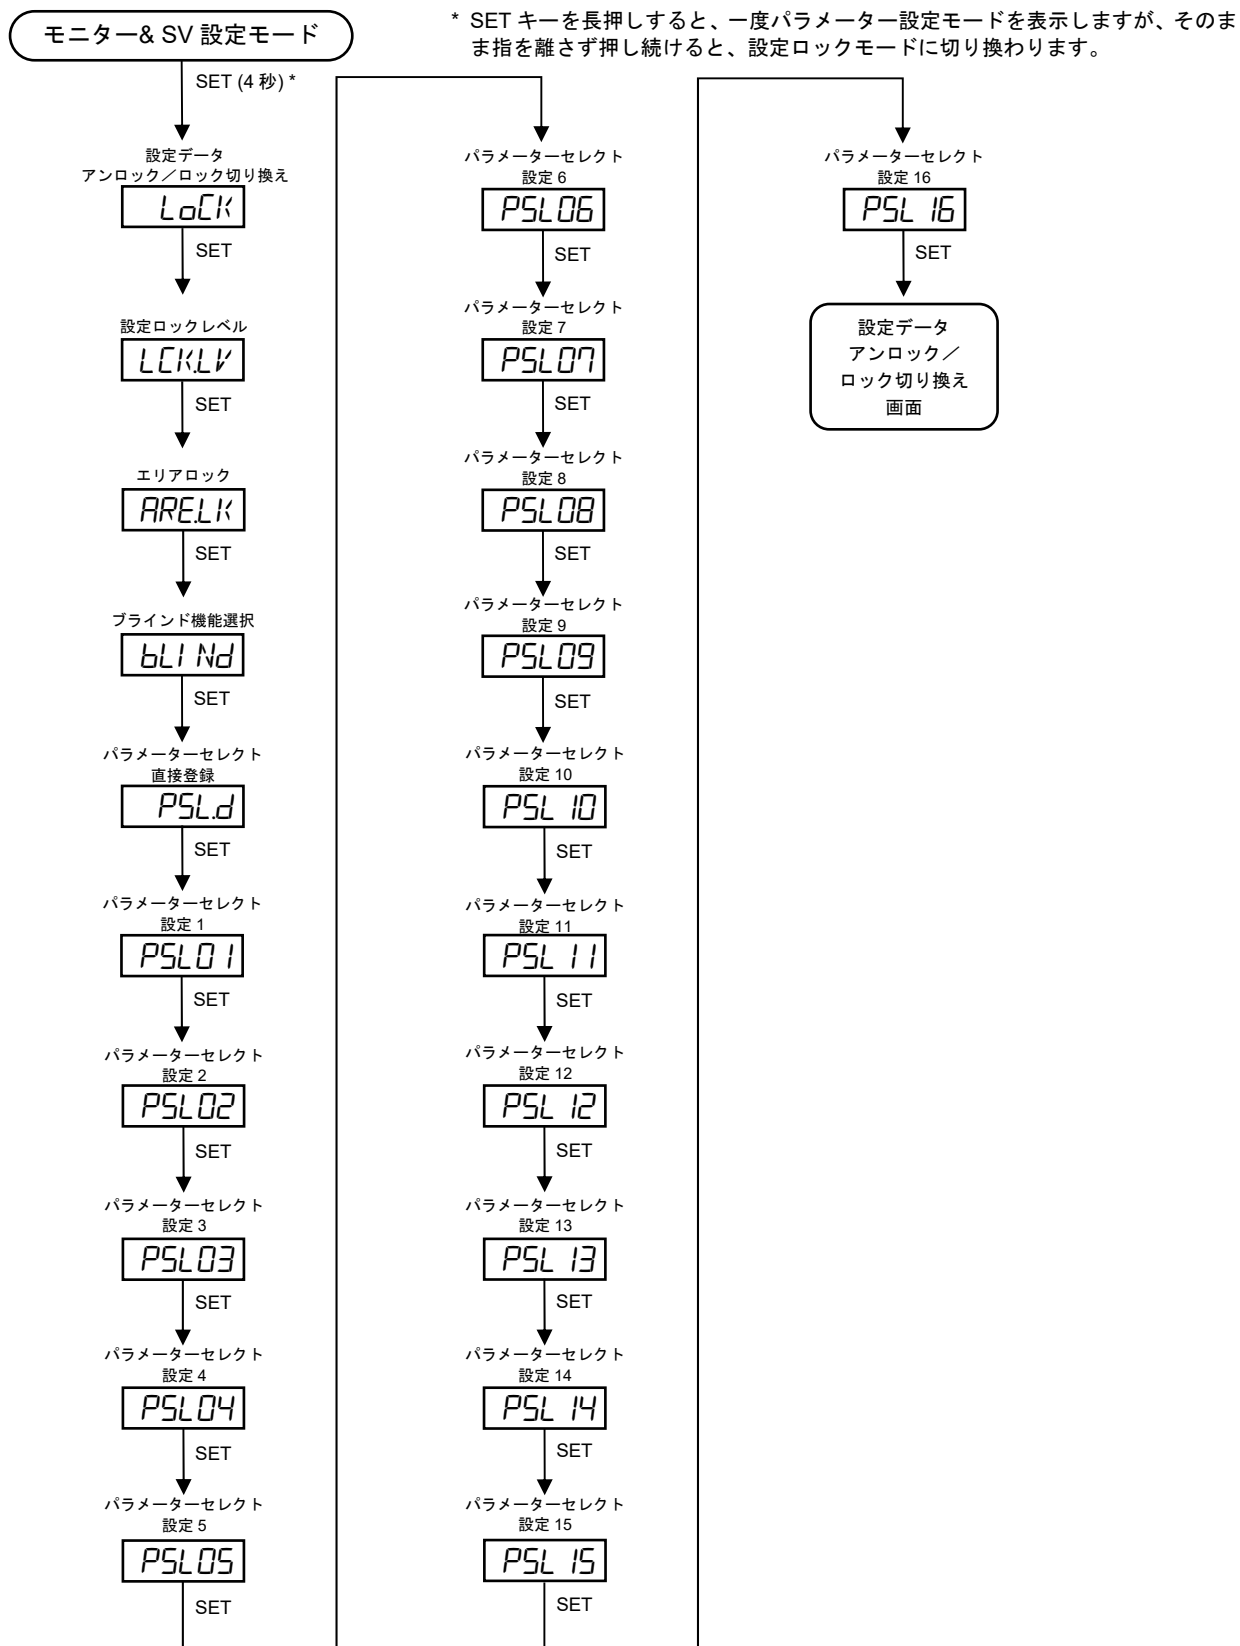 モニター& SV 設定モード
* SET キーを長押しすると、一度パラメーター設定モードを表示しますが、そのま
ま指を離さず押し続けると、設定ロックモードに切り換わります。
SET (4 秒) *
設定データ
アンロック／ロック切り換え
LoCK
SET
設定ロックレベル
LCK.LV
SET
エリアロック
ARE.LK
SET
ブラインド機能選択
bLINd
SET
パラメーターセレクト
直接登録
PSL.d
SET
パラメーターセレクト
設定 1
PSL01
SET
パラメーターセレクト
設定 2
PSL02
SET
パラメーターセレクト
設定 3
PSL03
SET
パラメーターセレクト
設定 4
PSL04
SET
パラメーターセレクト
設定 5
PSL05
SET
パラメーターセレクト
設定 6
PSL06
SET
パラメーターセレクト
設定 7
PSL07
SET
パラメーターセレクト
設定 8
PSL08
SET
パラメーターセレクト
設定 9
PSL09
SET
パラメーターセレクト
設定 10
PSL10
SET
パラメーターセレクト
設定 11
PSL11
SET
パラメーターセレクト
設定 12
PSL12
SET
パラメーターセレクト
設定 13
PSL13
SET
パラメーターセレクト
設定 14
PSL14
SET
パラメーターセレクト
設定 15
PSL15
SET
パラメーターセレクト
設定 16
PSL16
SET
設定データ
アンロック／
ロック切り換え
画面